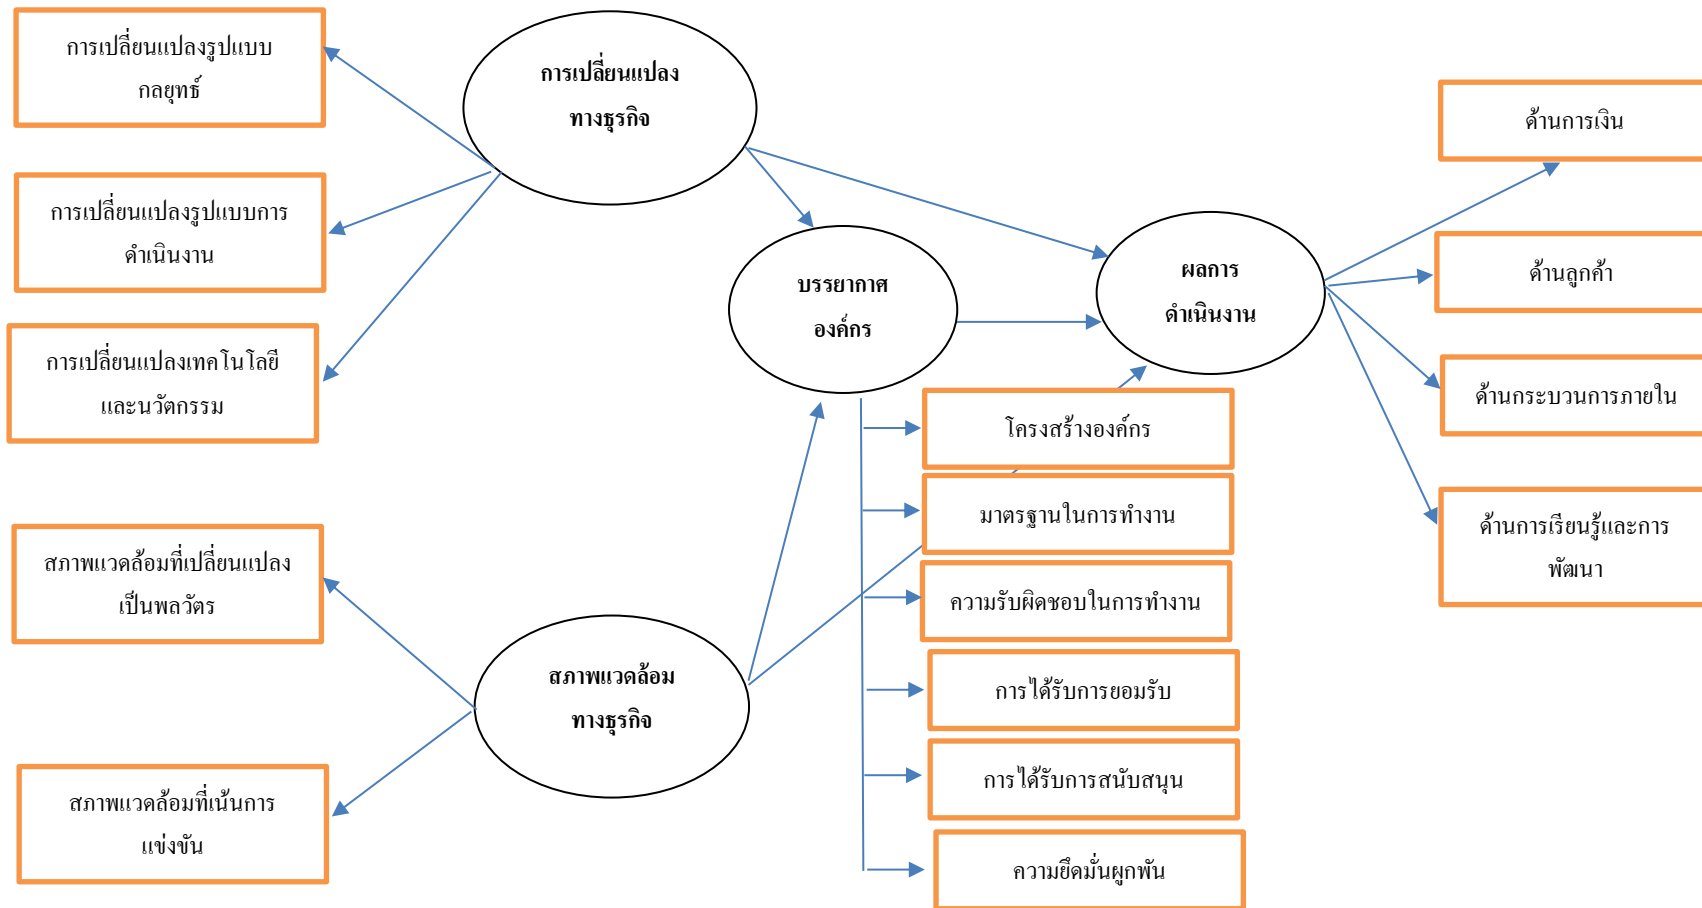 การเปลี่ยนแปลงรูปแบบ
กลยุทธ์
การเปลี่ยนแปลงรูปแบบการ
ดำเนินงาน
การเปลี่ยนแปลงเทคโนโลยี
และนวัตกรรม
สภาพแวดล้อมที่เปลี่ยนแปลง
เป็นพลวัตร
สภาพแวดล้อมที่เน้นการ
แข่งขัน
การเปลี่ยนแปลง
ทางธุรกิจ
สภาพแวดล้อม
ทางธุรกิจ
บรรยากาศ
องค์กร
โครงสร้างองค์กร
มาตรฐานในการทำงาน
ความรับผิดชอบในการทำงาน
การได้รับการยอมรับ
การได้รับการสนับสนุน
ความยึดมั่นผูกพัน
ผลการ
ดำเนินงาน
ด้านการเงิน
ด้านลูกค้า
ด้านกระบวนการภายใน
ด้านการเรียนรู้และการ
พัฒนา